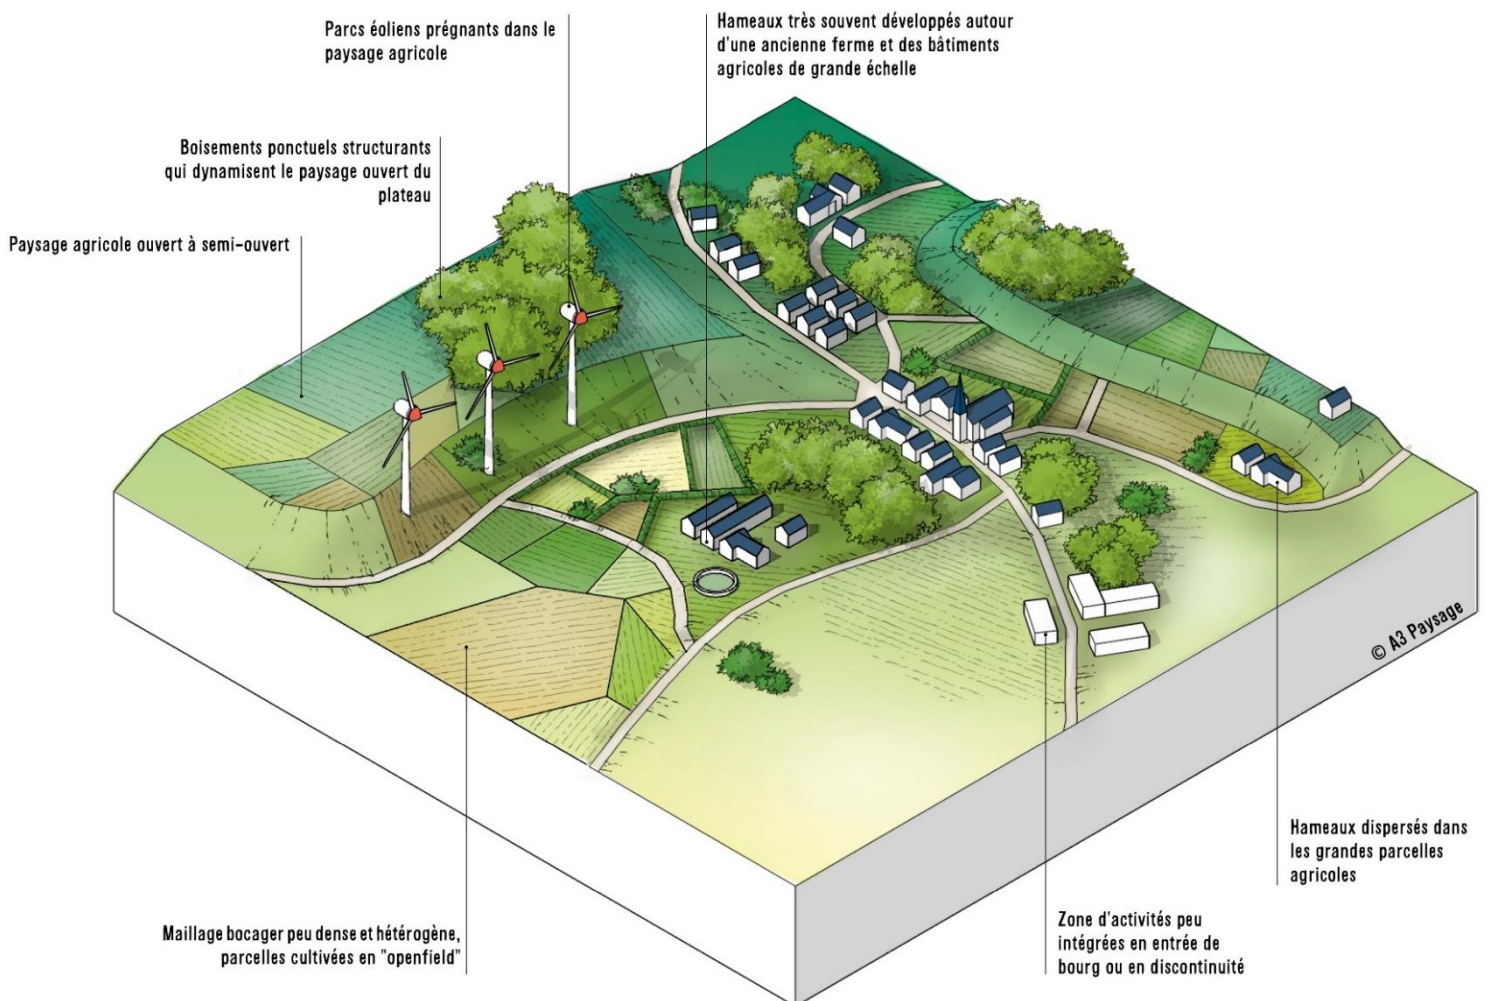 Parcs éoliens prégnants dans le
paysage agricole
Hameaux très souvent développés autour
d'une ancienne ferme et des bâtiments
agricoles de grande échelle
Boisements ponctuels structurants
qui dynamisent le paysage ouvert du
plateau
Paysage agricole ouvert à semi-ouvert
© A3 Paysage
Hameaux dispersés dans
les grandes parcelles
agricoles
Zone d'activités peu
intégrées en entrée de
bourg ou en discontinuité
Maillage bocager peu dense et hétérogène,
parcelles cultivées en "openfield"